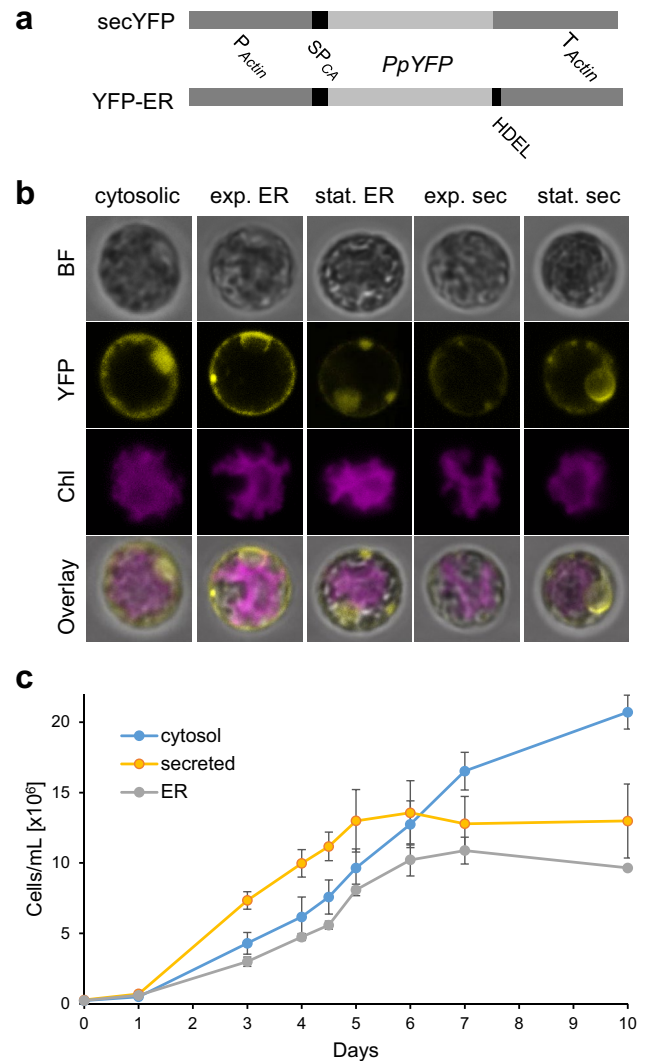 a
secYFP
P Actin SP CA PpYFP T Actin
YFP-ER
HDEL
b
cytosolic exp. ER stat. ER exp. sec stat. sec
BF
YFP
Chl
Overlay
c
cytosol
secreted
ER
Cells/mL [x10⁶]
20
15
10
5
0
0 1 2 3 4 5 6 7 8 9 10
Days